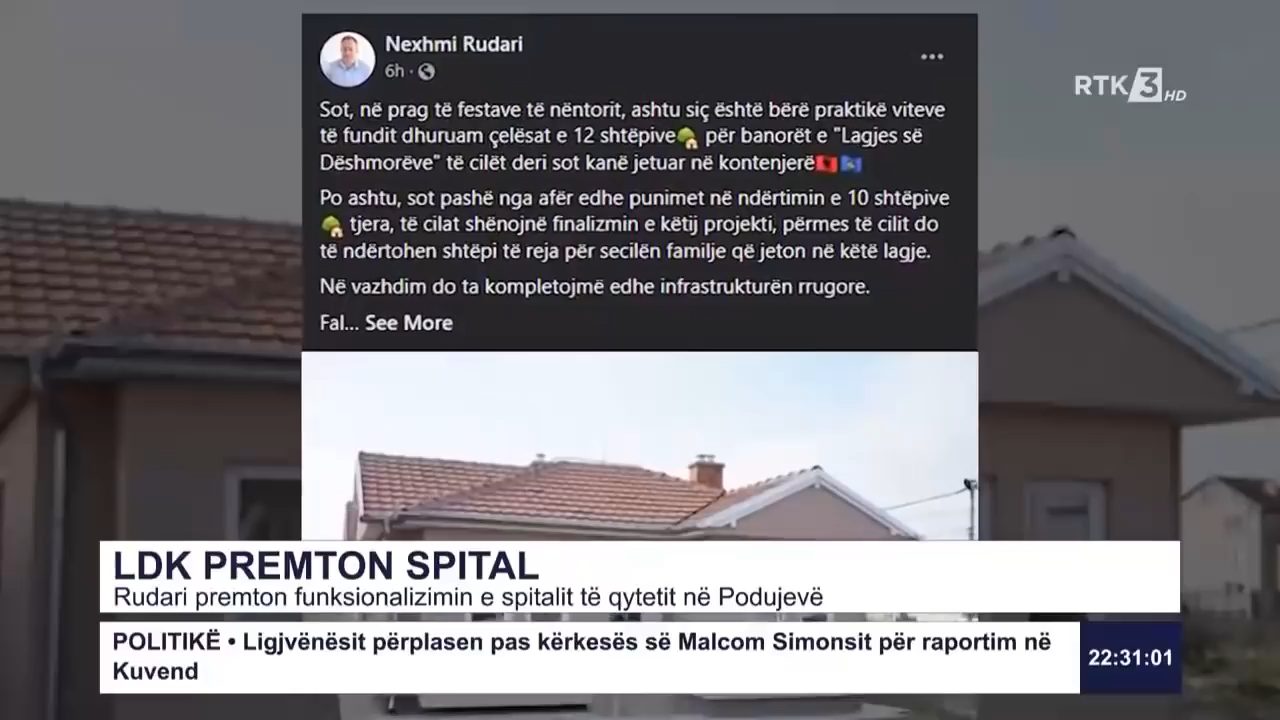 Nexhmi Rudari
6h ·
RTK 3 HD
Sot, në prag të festave të nëntorit, ashtu siç është bërë praktikë viteve
të fundit dhuruam çelësat e 12 shtëpive për banorët e "Lagjes së
Dëshmorëve" të cilët deri sot kanë jetuar në kontenjerë
Po ashtu, sot pashë nga afër edhe punimet në ndërtimin e 10 shtëpive
tjera, të cilat shënojnë finalizmin e këtij projekti, përmes të cilit do
të ndërtohen shtëpi të reja për secilën familje që jeton në këtë lagje.
Në vazhdim do ta kompletojmë edhe infrastrukturën rrugore.
Fal... See More
LDK PREMTON SPITAL
Rudari premton funksionalizimin e spitalit të qytetit në Podujevë
POLITIKË • Ligjvënësit përplasen pas kërkesës së Malcom Simonsit për raportim në
Kuvend
22:31:01